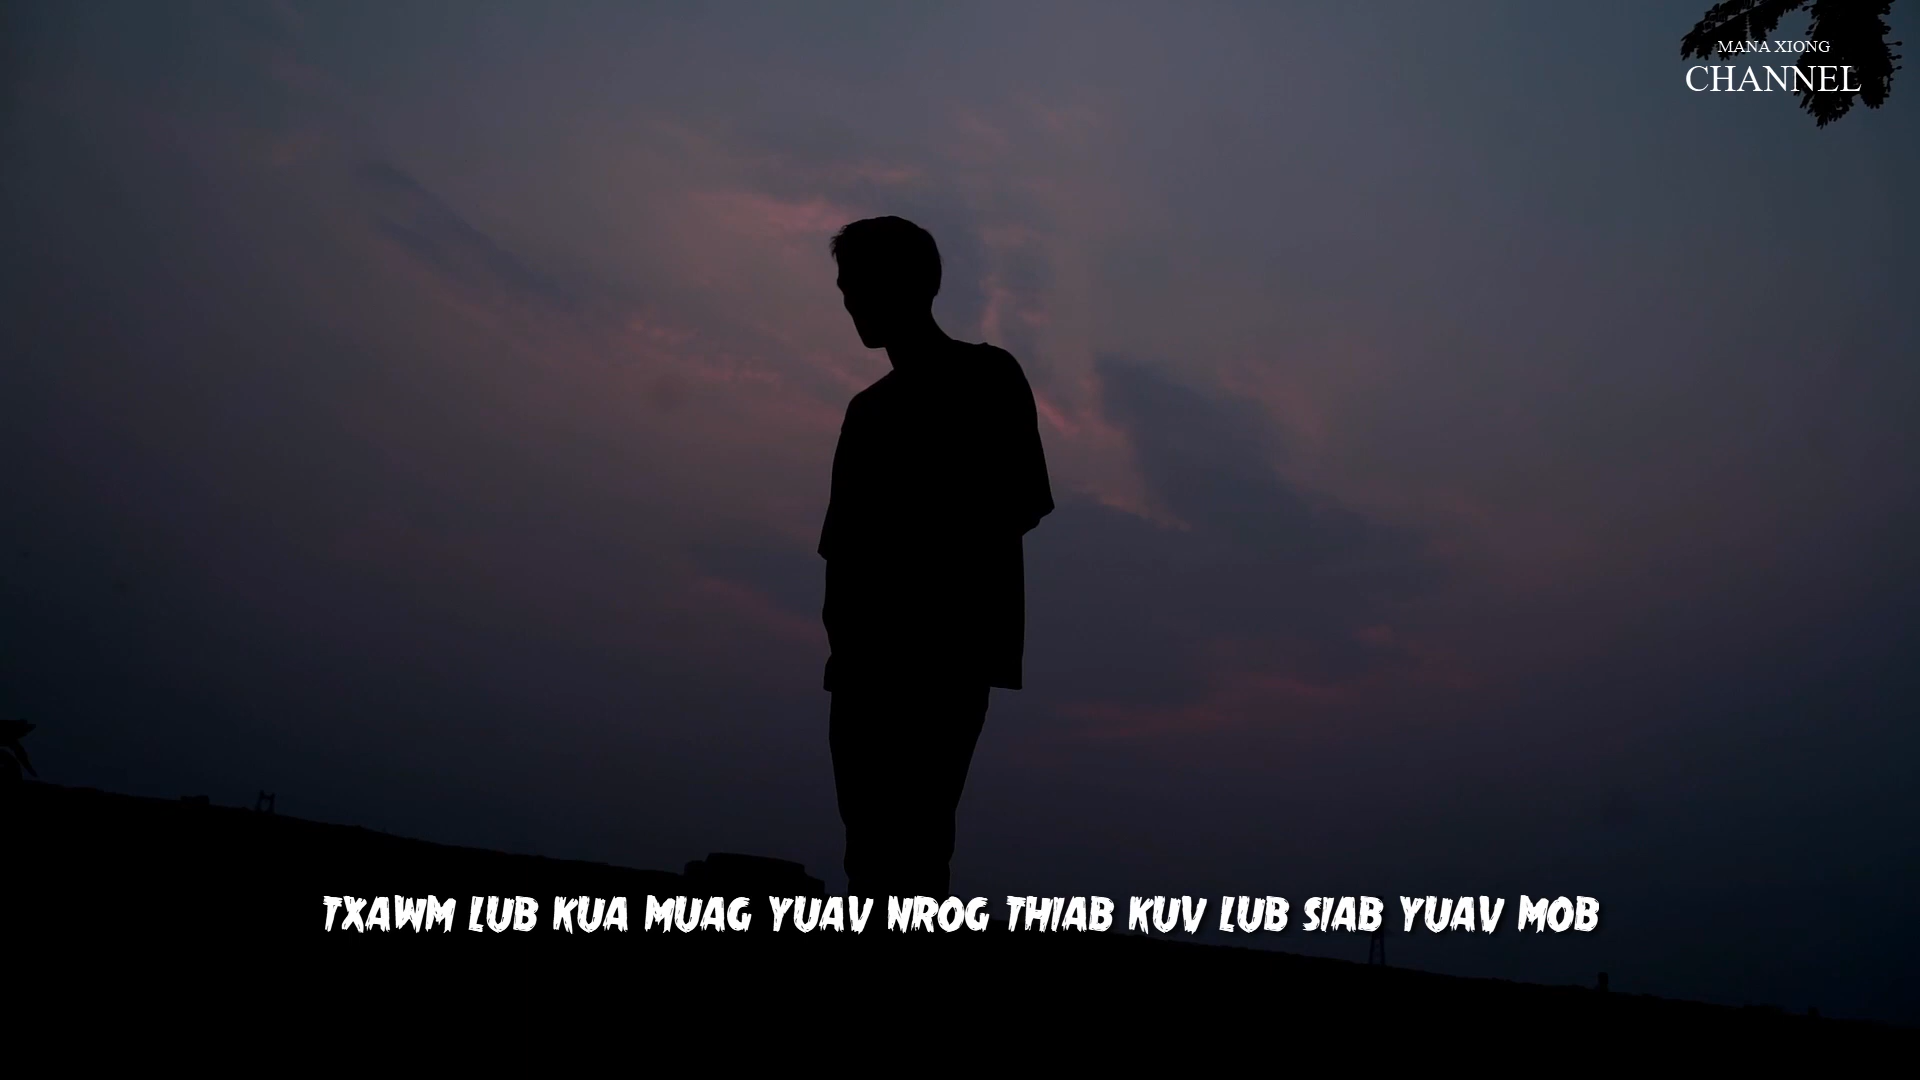 MANA XIONG
CHANNEL
TXAWM LUB KUA MUAG YUAV NROG THIAB KUV LUB SIAB YUAV MOB